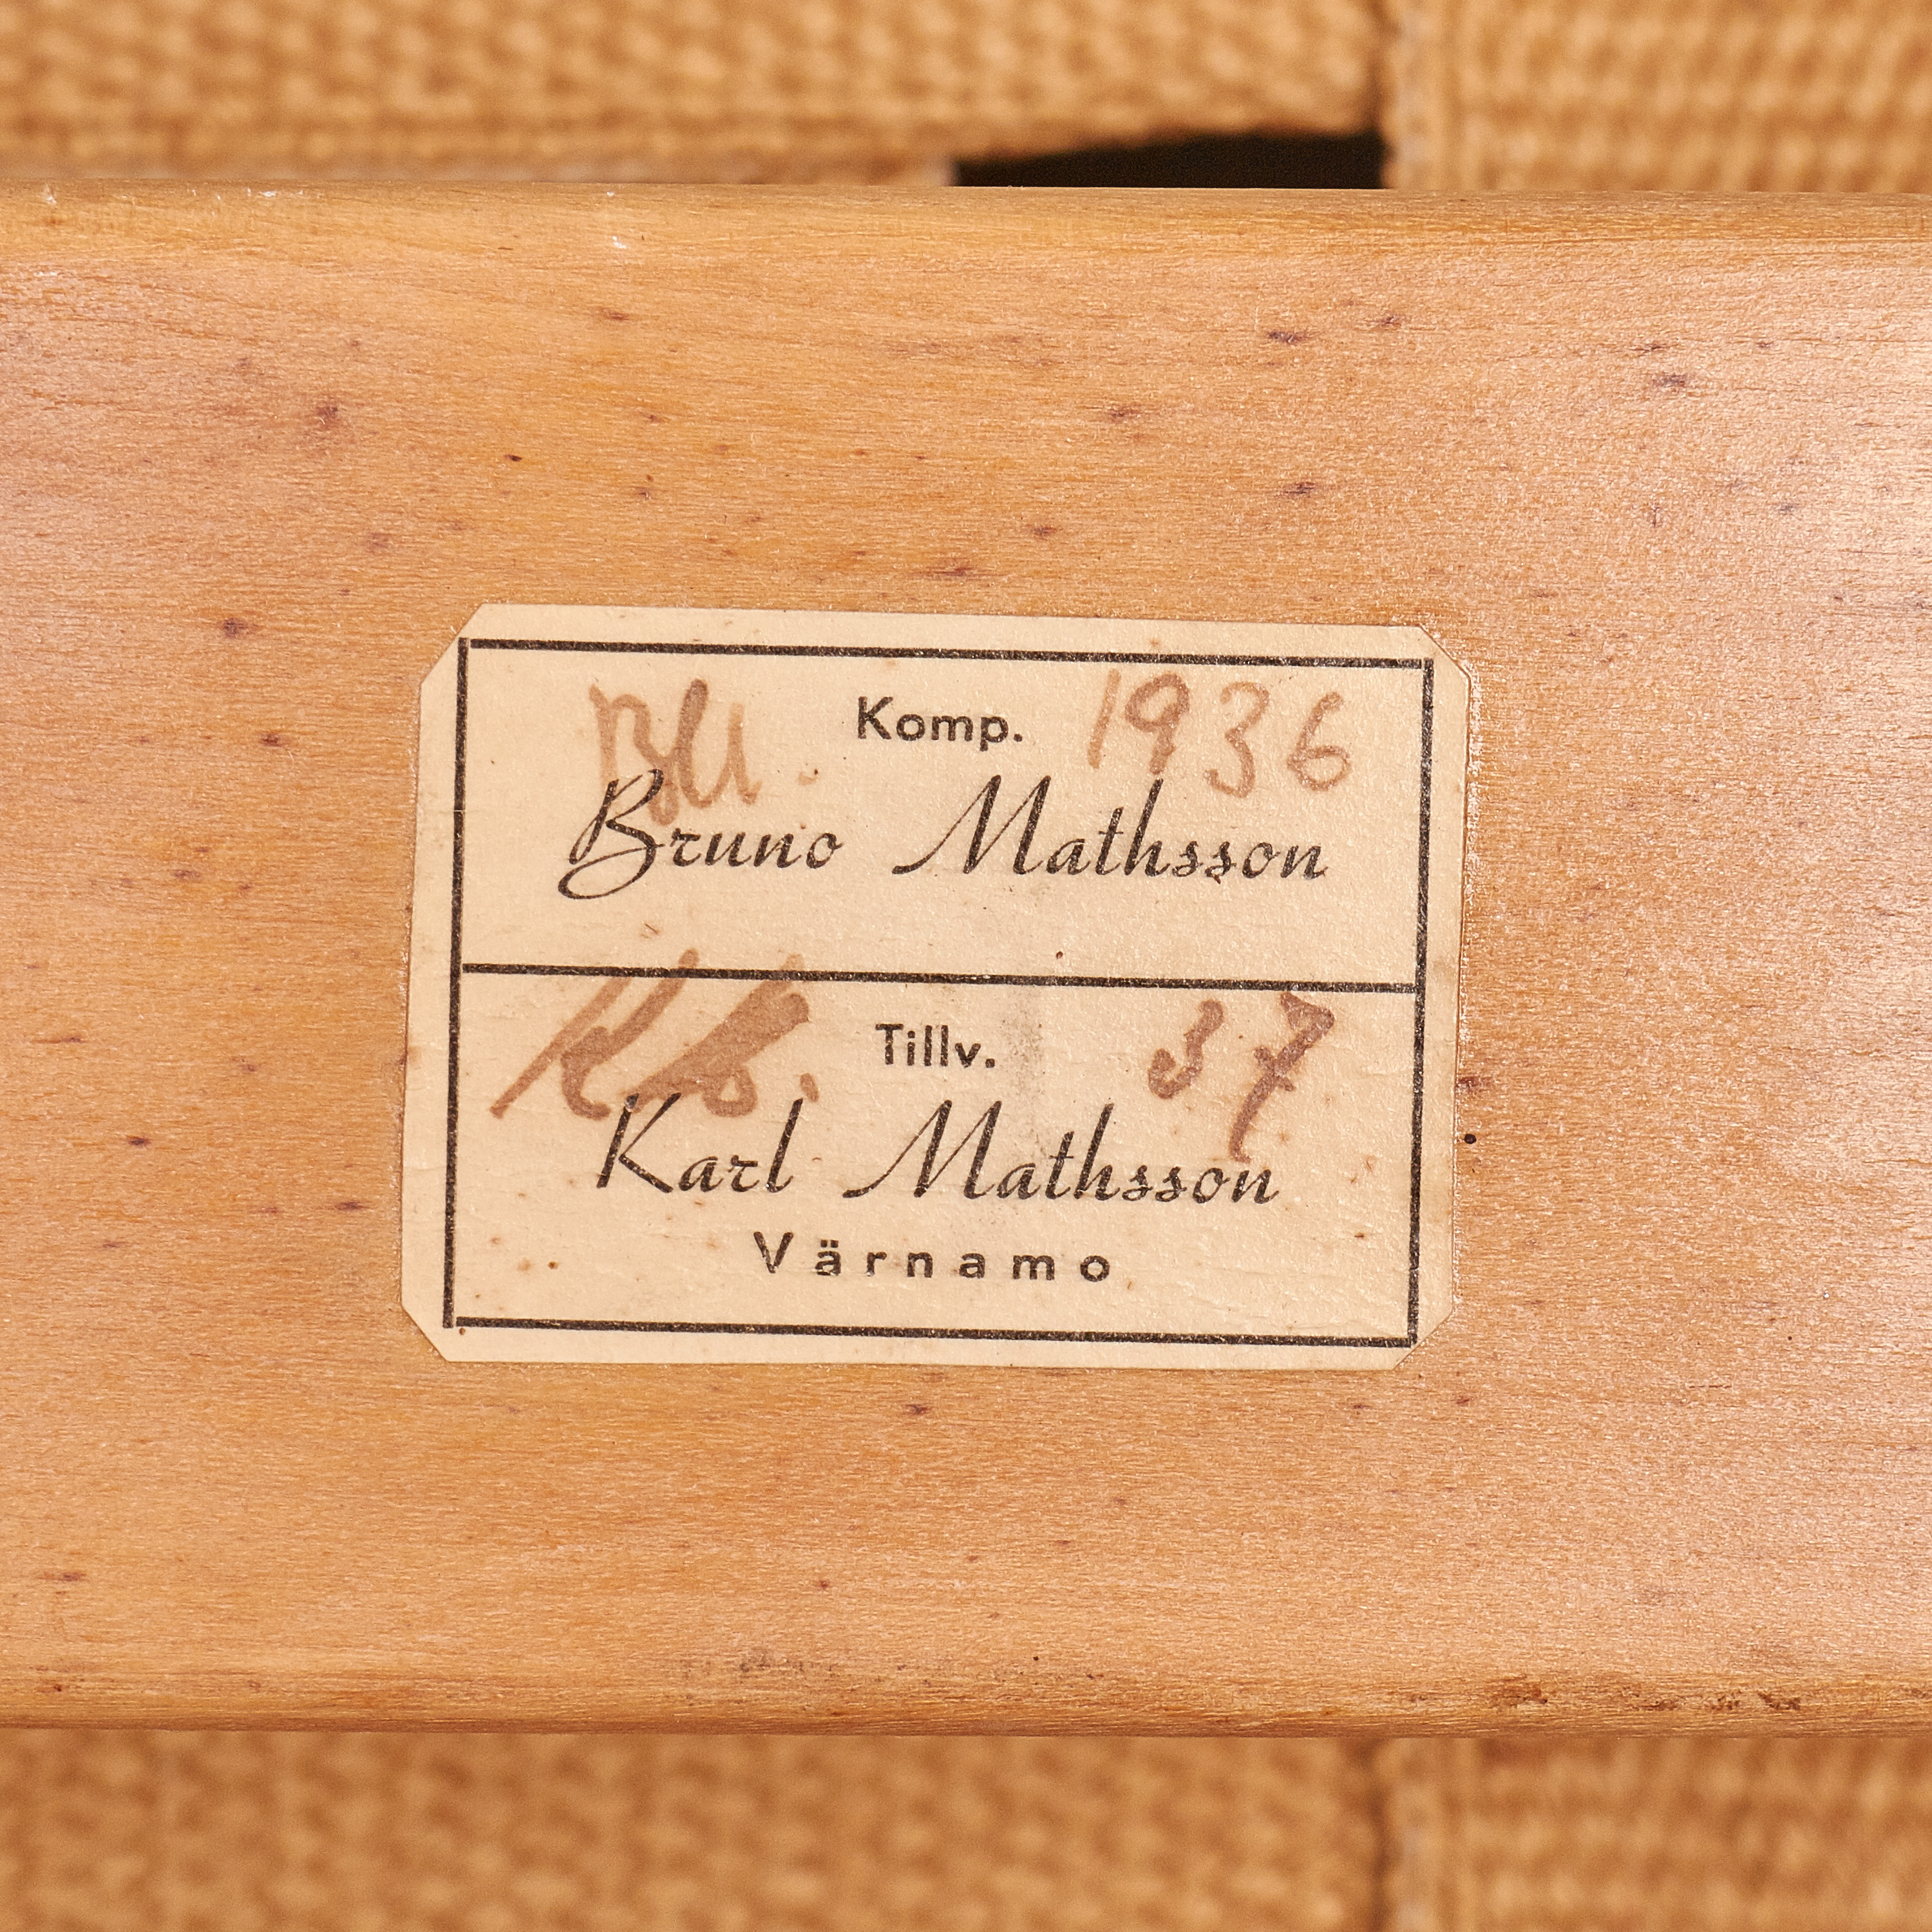 Komp. 1936
Bruno Mathsson
Tillv. 37
Karl Mathsson
Värnamo